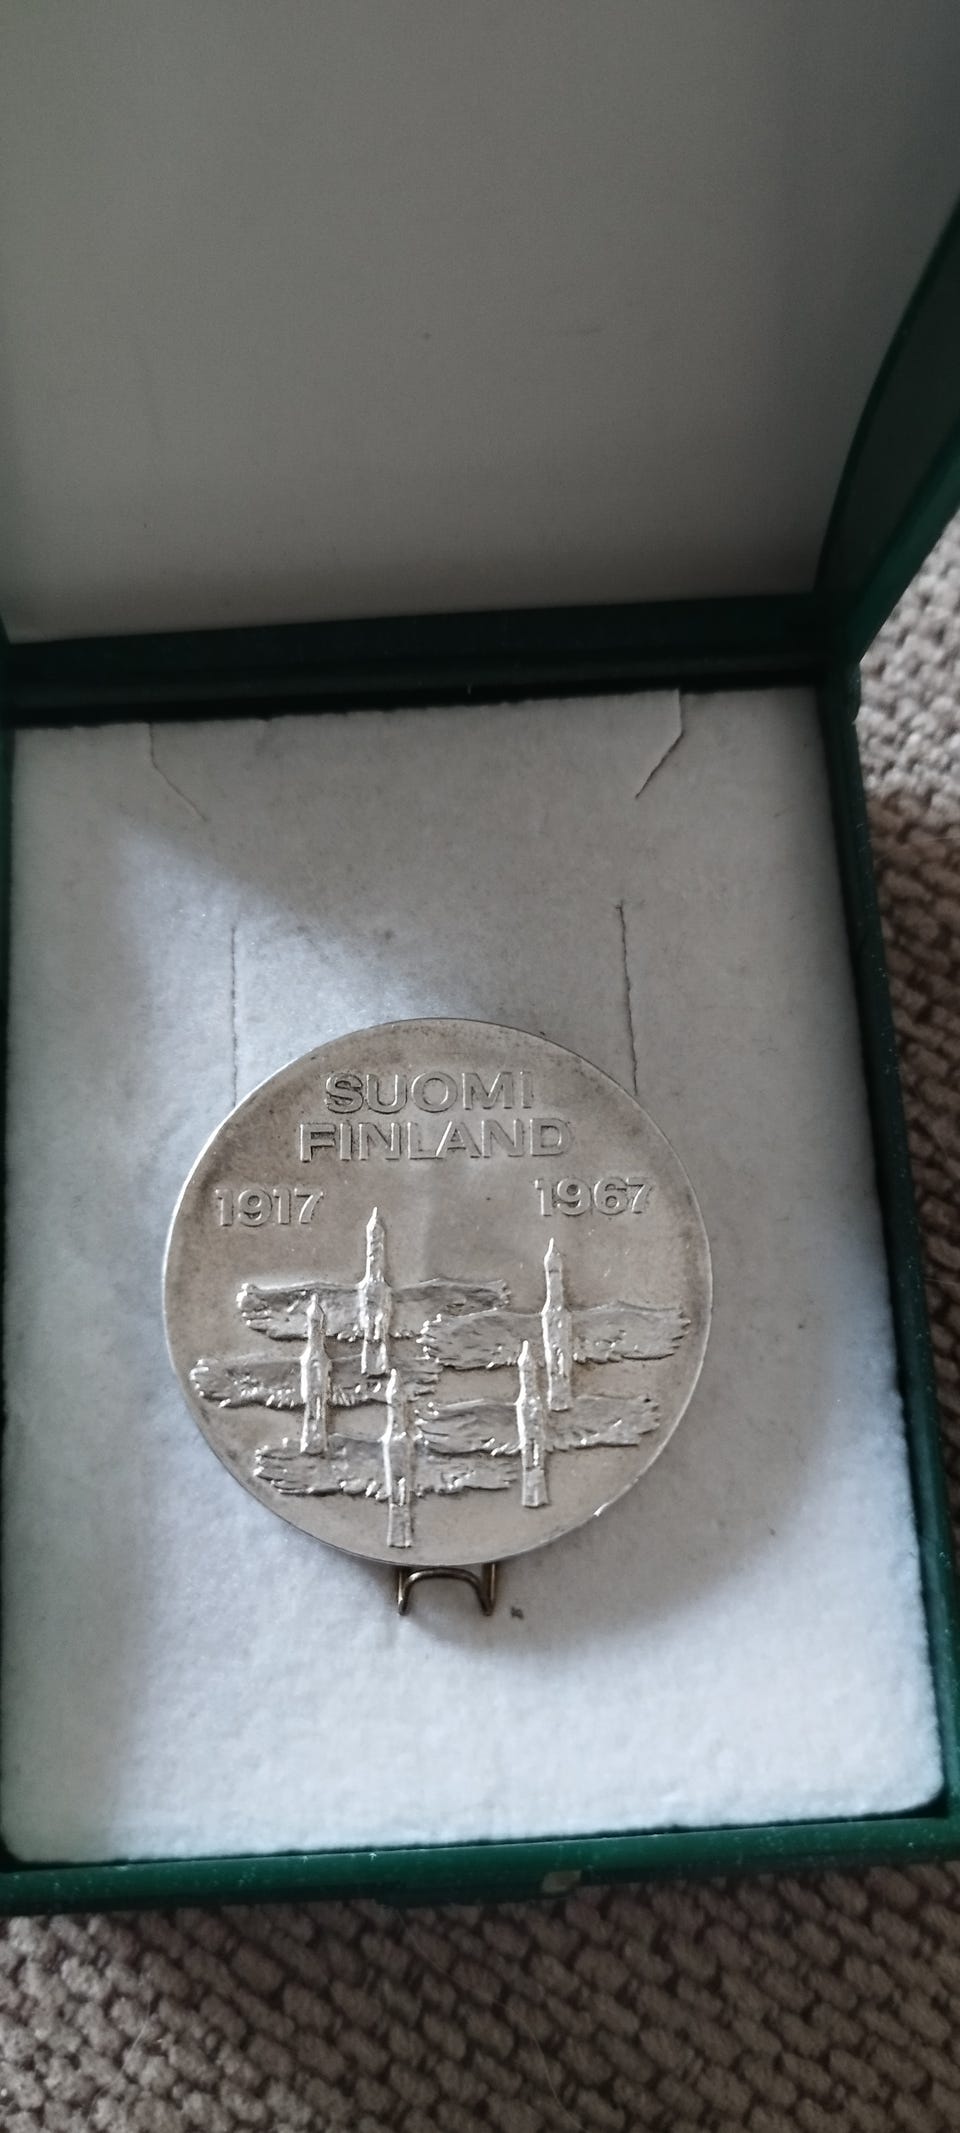 SUOMI
FINLAND
1917 1967